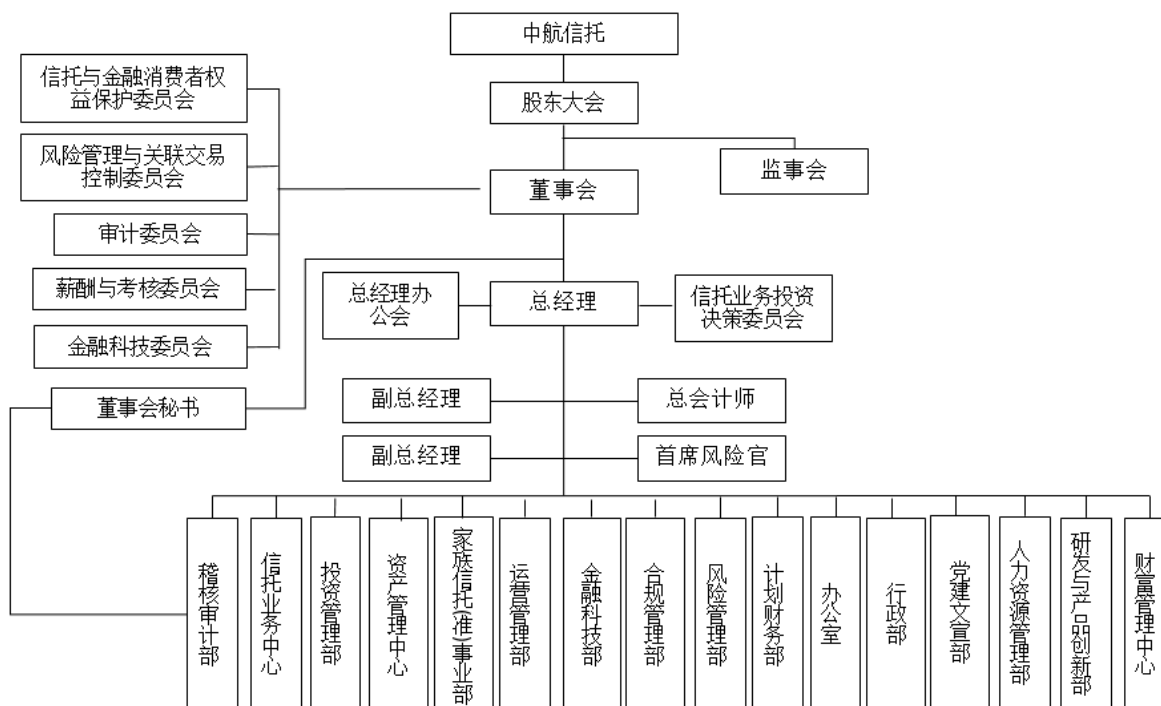 中航信托
信托与金融消费者权
益保护委员会
股东大会
风险管理与关联交易
控制委员会
监事会
董事会
审计委员会
薪酬与考核委员会
总经理办
公会
总经理
信托业务投资
决策委员会
金融科技委员会
董事会秘书
副总经理
总会计师
副总经理
首席风险官
稽核审计部
信托业务中心
投资管理部
资产管理中心
家族信托(准)事业部
运营管理部
金融科技部
合规管理部
风险管理部
计划财务部
办公室
行政部
党建文宣部
人力资源管理部
研发与产品创新部
财富管理中心